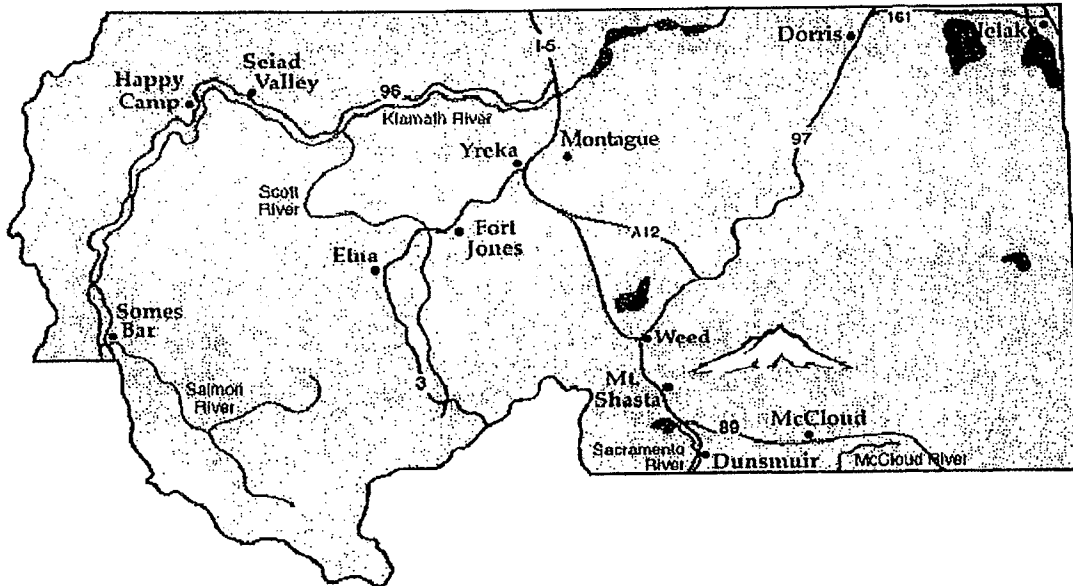 I-5
Dorris
161
Happy
Camp
Seiad
Valley
96
Klamath River
97
Yreka
Montague
Scott
River
Fort
Jones
A12
Etna
Somes
Bar
Weed
Salmon
River
3
Mt.
Shasta
89
McCloud
Sacramento
River
Dunsmuir
McCloud River